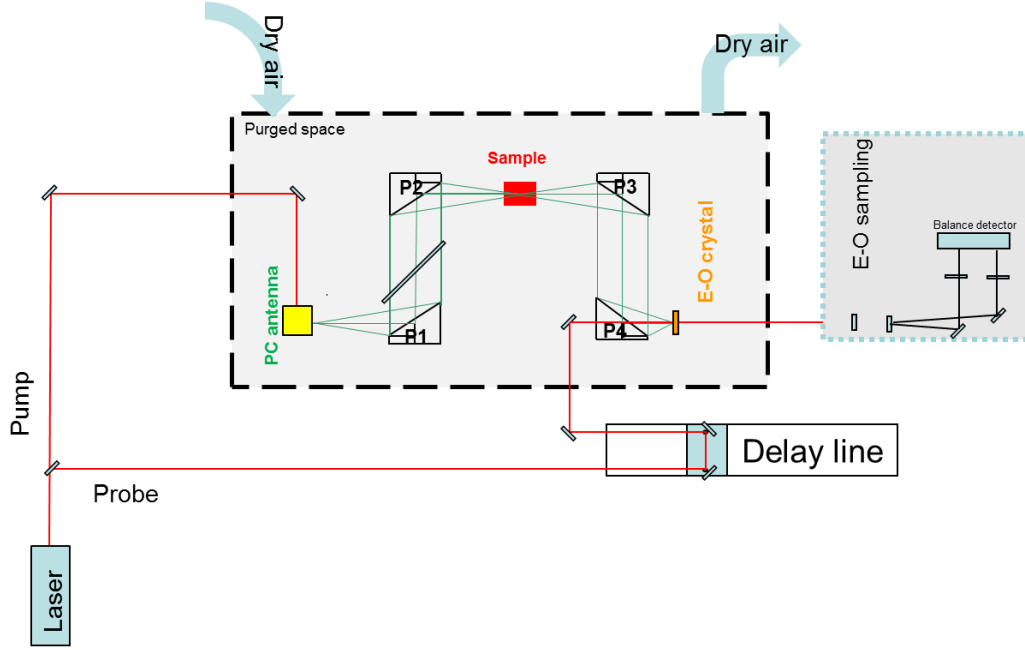 Dry air
Dry air
Purged space
Sample
P2
P3
E-O sampling
Balance detector
E-O crystal
PC antenna
P1
P4
Pump
Delay line
Probe
Laser